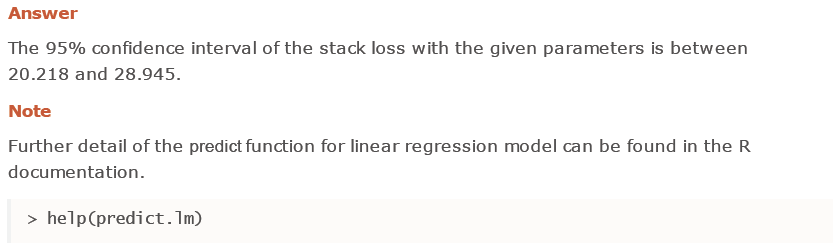 Answer
The 95% confidence interval of the stack loss with the given parameters is between
20.218 and 28.945.
Note
Further detail of the predict function for linear regression model can be found in the R
documentation.
> help(predict.lm)